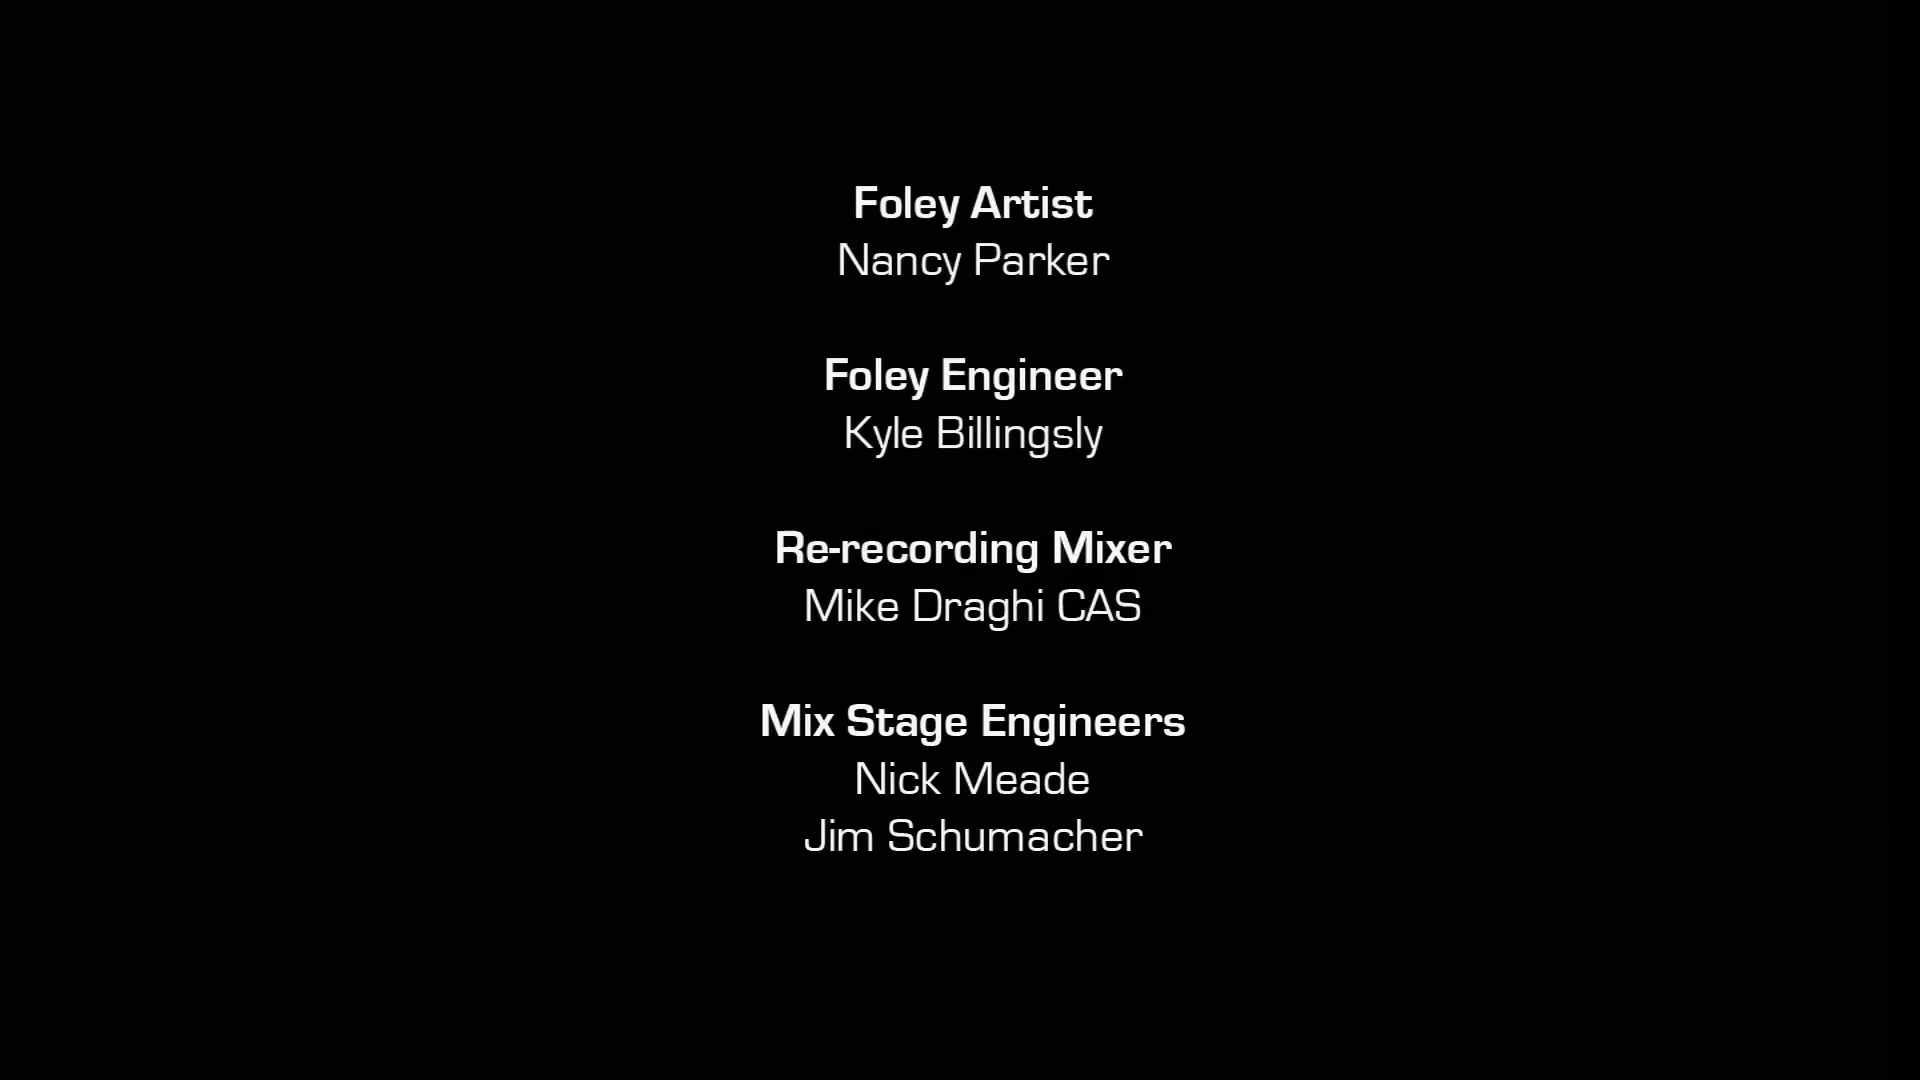 Foley Artist
Nancy Parker
Foley Engineer
Kyle Billingsly
Re-recording Mixer
Mike Draghi CAS
Mix Stage Engineers
Nick Meade
Jim Schumacher